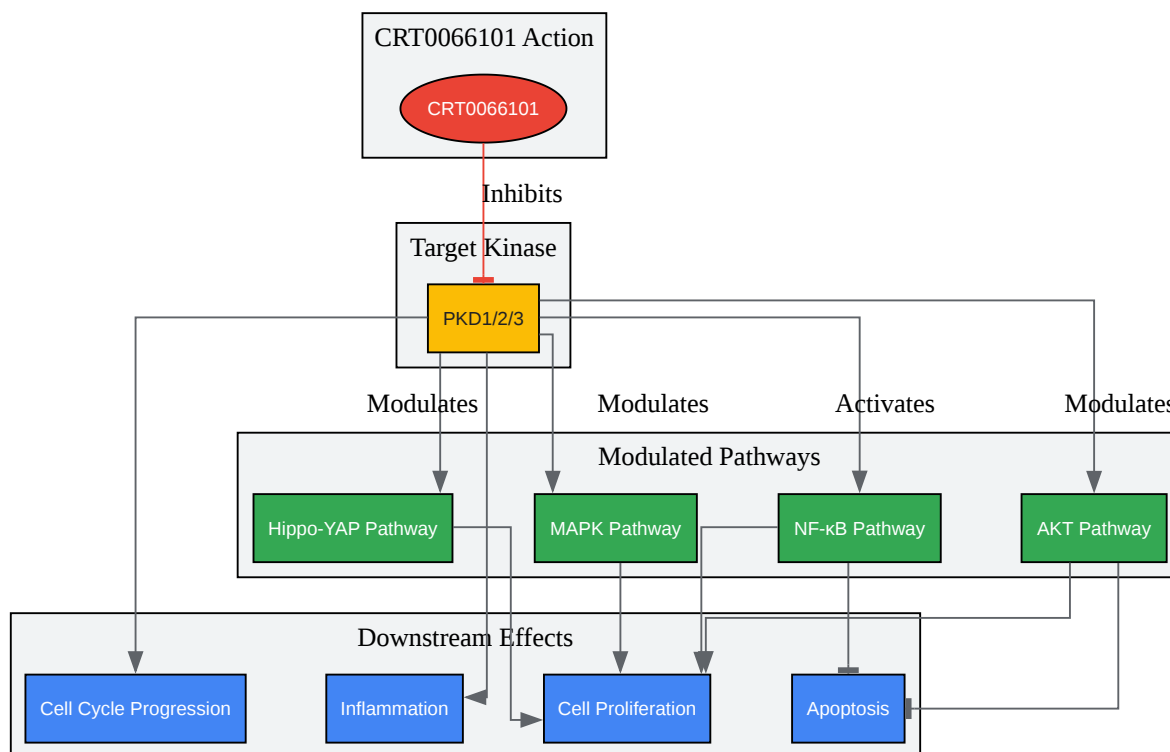 CRT0066101 Action
CRT0066101
Inhibits
Target Kinase
PKD1/2/3
Modulates
Modulates
Activates
Modulates
Modulated Pathways
Hippo-YAP Pathway
MAPK Pathway
NF-κB Pathway
AKT Pathway
Downstream Effects
Cell Cycle Progression
Inflammation
Cell Proliferation
Apoptosis